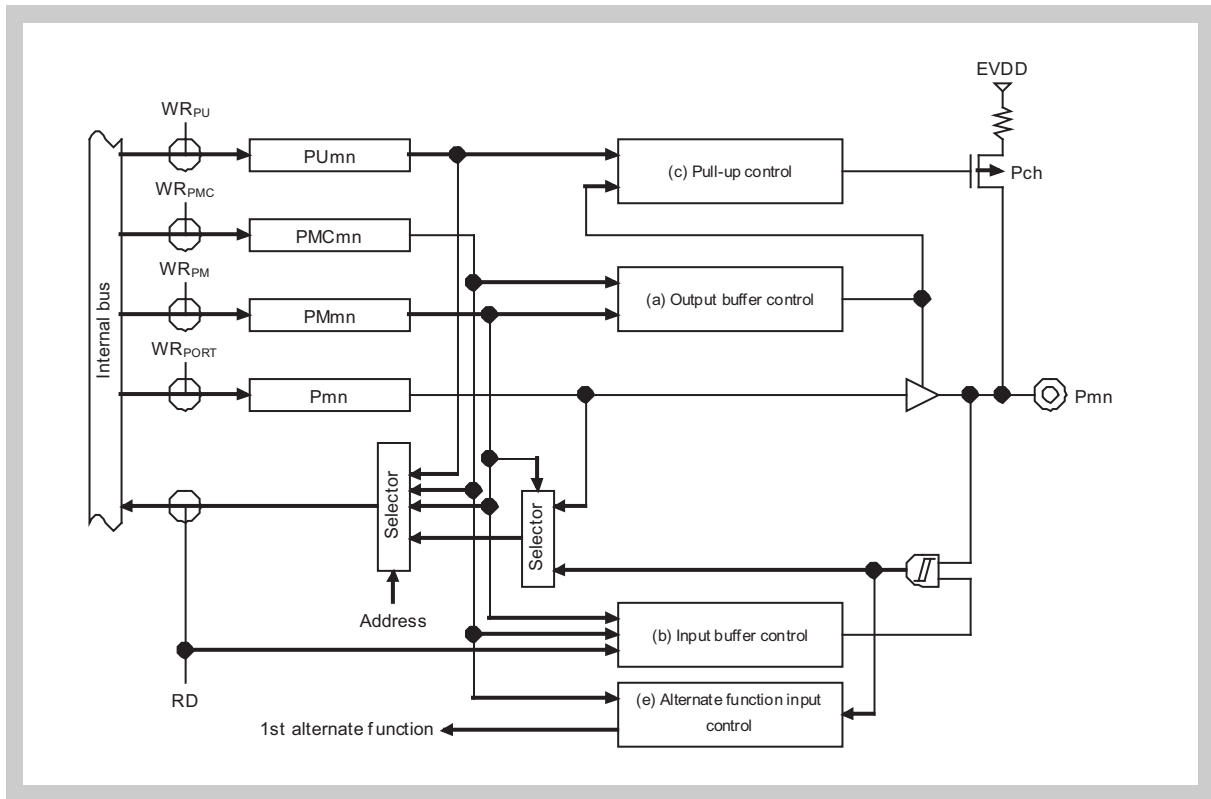 EVDD
WRPU
PUmn
(c) Pull-up control
Pch
WRPMC
PMCmn
WRPM
PMmn
(a) Output buffer control
Internal bus
WRPORT
Pmn
Pmn
Selector
Selector
Address
(b) Input buffer control
RD
(e) Alternate function input
control
1st alternate function